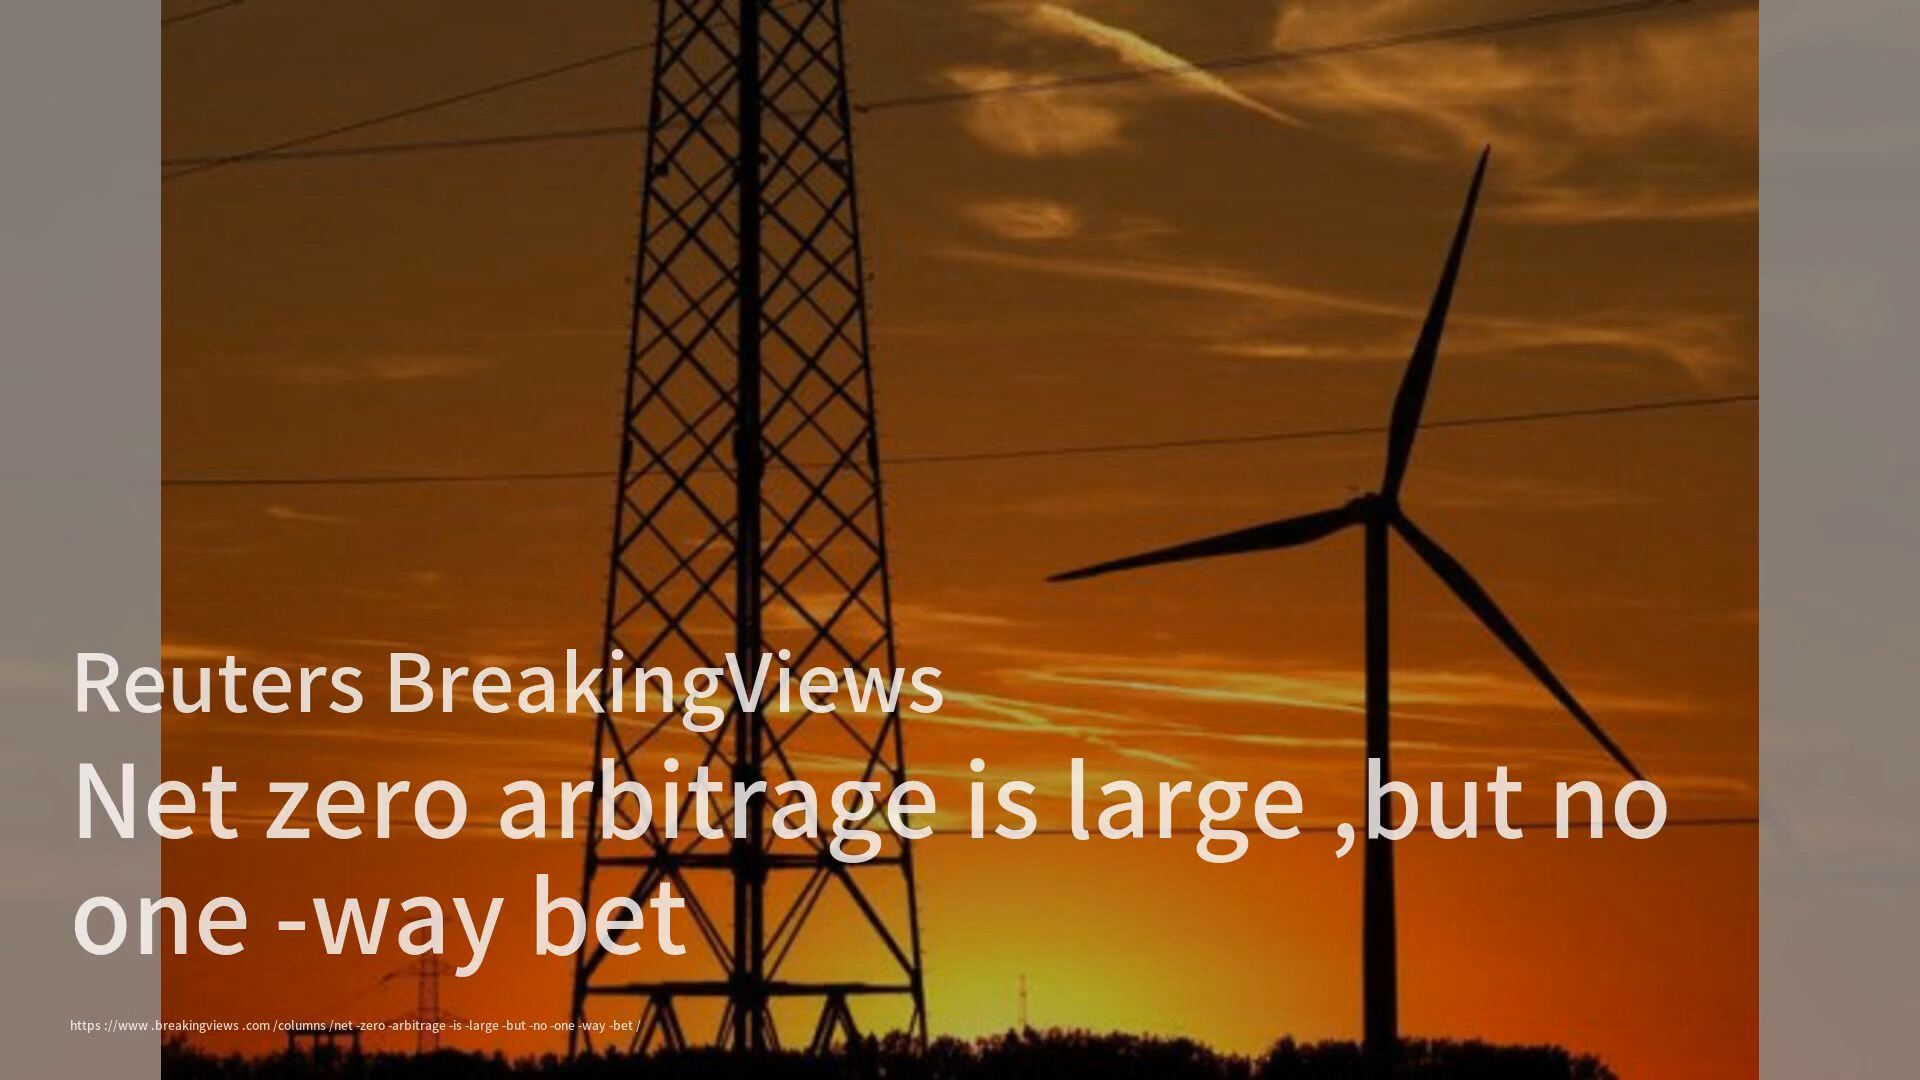 Reuters BreakingViews
Net zero arbitrage is large ,but no
one -way bet
https ://www .breakingviews .com /columns /net -zero -arbitrage -is -large -but -no -one -way -bet /